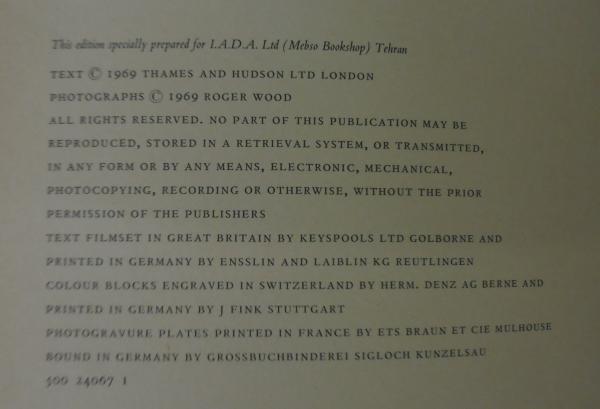 This edition specially prepared for I.A.D.A. Ltd (Mebso Bookshop) Tehran
TEXT © 1969 THAMES AND HUDSON LTD LONDON
PHOTOGRAPHS © 1969 ROGER WOOD
ALL RIGHTS RESERVED. NO PART OF THIS PUBLICATION MAY BE
REPRODUCED, STORED IN A RETRIEVAL SYSTEM, OR TRANSMITTED,
IN ANY FORM OR BY ANY MEANS, ELECTRONIC, MECHANICAL,
PHOTOCOPYING, RECORDING OR OTHERWISE, WITHOUT THE PRIOR
PERMISSION OF THE PUBLISHERS
TEXT FILMSET IN GREAT BRITAIN BY KEYSPOOLS LTD GOLBORNE AND
PRINTED IN GERMANY BY ENSSLIN AND LAIBLIN KG REUTLINGEN
COLOUR BLOCKS ENGRAVED IN SWITZERLAND BY HERM. DENZ AG BERNE AND
PRINTED IN GERMANY BY J FINK STUTTGART
PHOTOGRAVURE PLATES PRINTED IN FRANCE BY ETS BRAUN ET CIE MULHOUSE
BOUND IN GERMANY BY GROSSBUCHBINDEREI SIGLOCH KUNZELSAU
500 24067 1